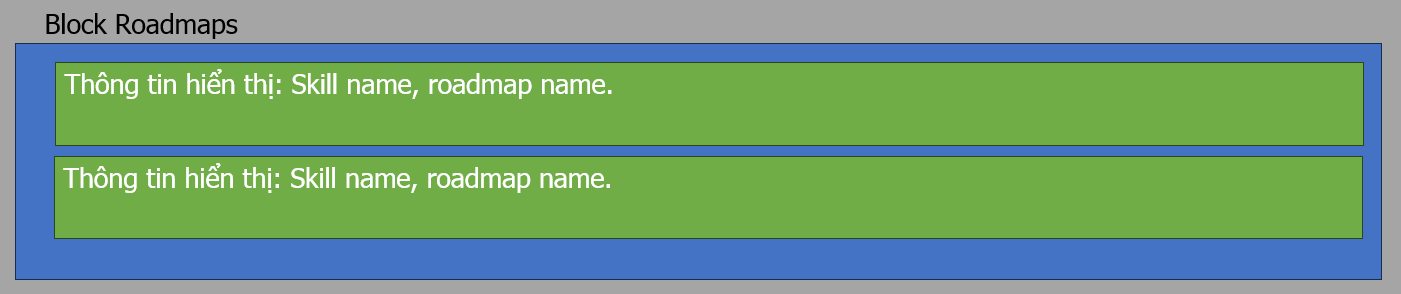 Block Roadmaps
Thông tin hiển thị: Skill name, roadmap name.
Thông tin hiển thị: Skill name, roadmap name.